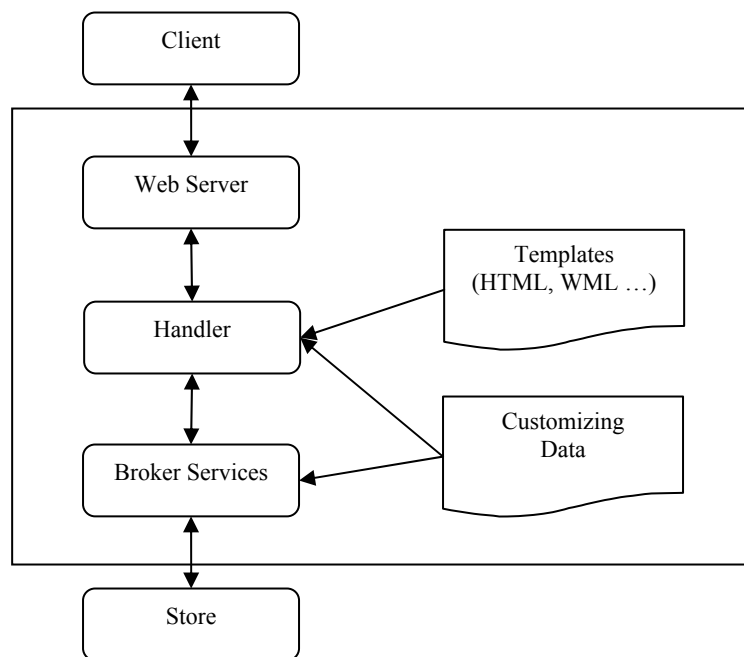 Client
Web Server
Templates
(HTML, WML …)
Handler
Customizing
Data
Broker Services
Store